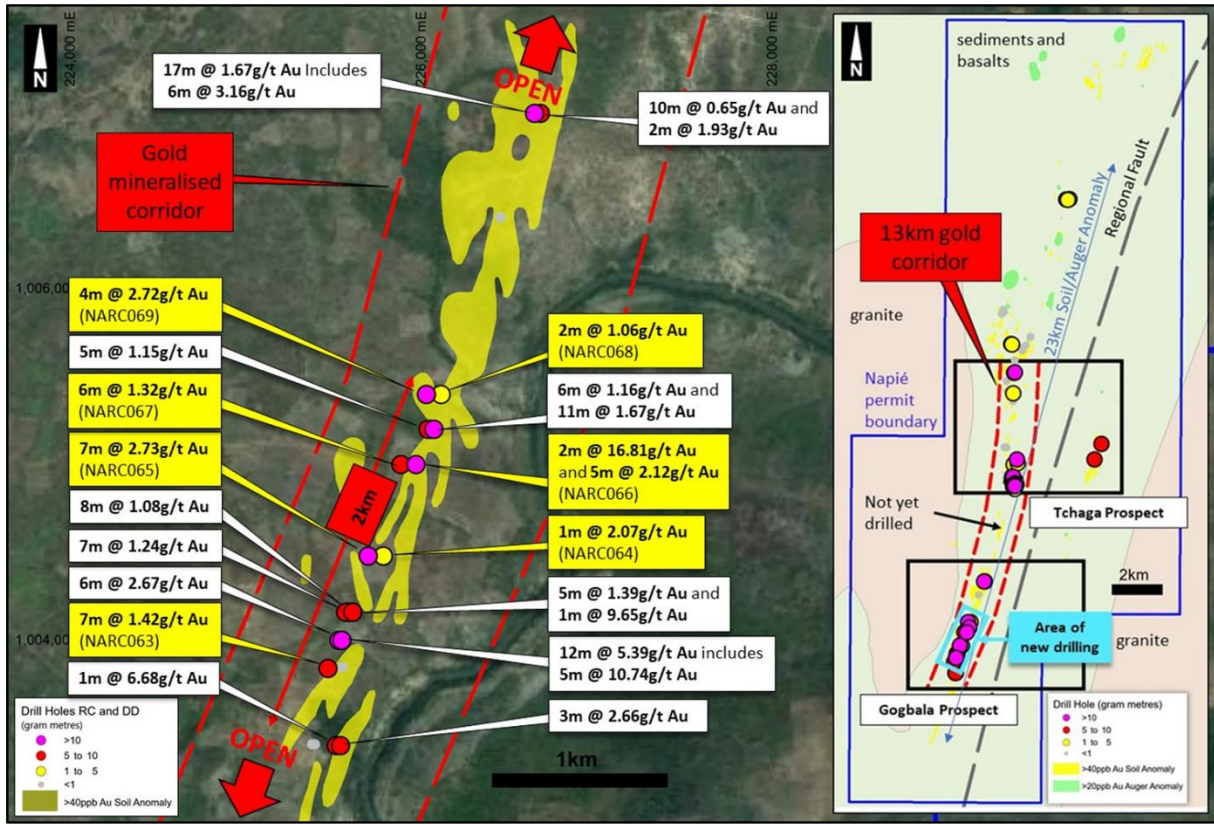 N
224,000 mE
226,000 mE
228,000 mE
OPEN
17m @ 1.67g/t Au Includes
6m @ 3.16g/t Au
10m @ 0.65g/t Au and
2m @ 1.93g/t Au
Gold
mineralised
corridor
1,006,00
4m @ 2.72g/t Au
(NARC069)
2m @ 1.06g/t Au
(NARC068)
5m @ 1.15g/t Au
6m @ 1.16g/t Au and
11m @ 1.67g/t Au
6m @ 1.32g/t Au
(NARC067)
2m @ 16.81g/t Au
and 5m @ 2.12g/t Au
(NARC066)
7m @ 2.73g/t Au
(NARC065)
2km
1m @ 2.07g/t Au
(NARC064)
8m @ 1.08g/t Au
7m @ 1.24g/t Au
5m @ 1.39g/t Au and
1m @ 9.65g/t Au
6m @ 2.67g/t Au
1,004,00
12m @ 5.39g/t Au includes
5m @ 10.74g/t Au
7m @ 1.42g/t Au
(NARC063)
1m @ 6.68g/t Au
3m @ 2.66g/t Au
OPEN
1km
Drill Holes RC and DD
(gram metres)
>10
5 to 10
1 to 5
<1
>40ppb Au Soil Anomaly
N
sediments and
basalts
Regional Fault
23km Soil/Auger Anomaly
13km gold
corridor
granite
Napié
permit
boundary
Not yet
drilled
Tchaga Prospect
2km
Area of
new drilling
granite
Gogbala Prospect
Drill Hole (gram metres)
>10
5 to 10
1 to 5
<1
>40ppb Au Soil Anomaly
>20ppb Au Auger Anomaly